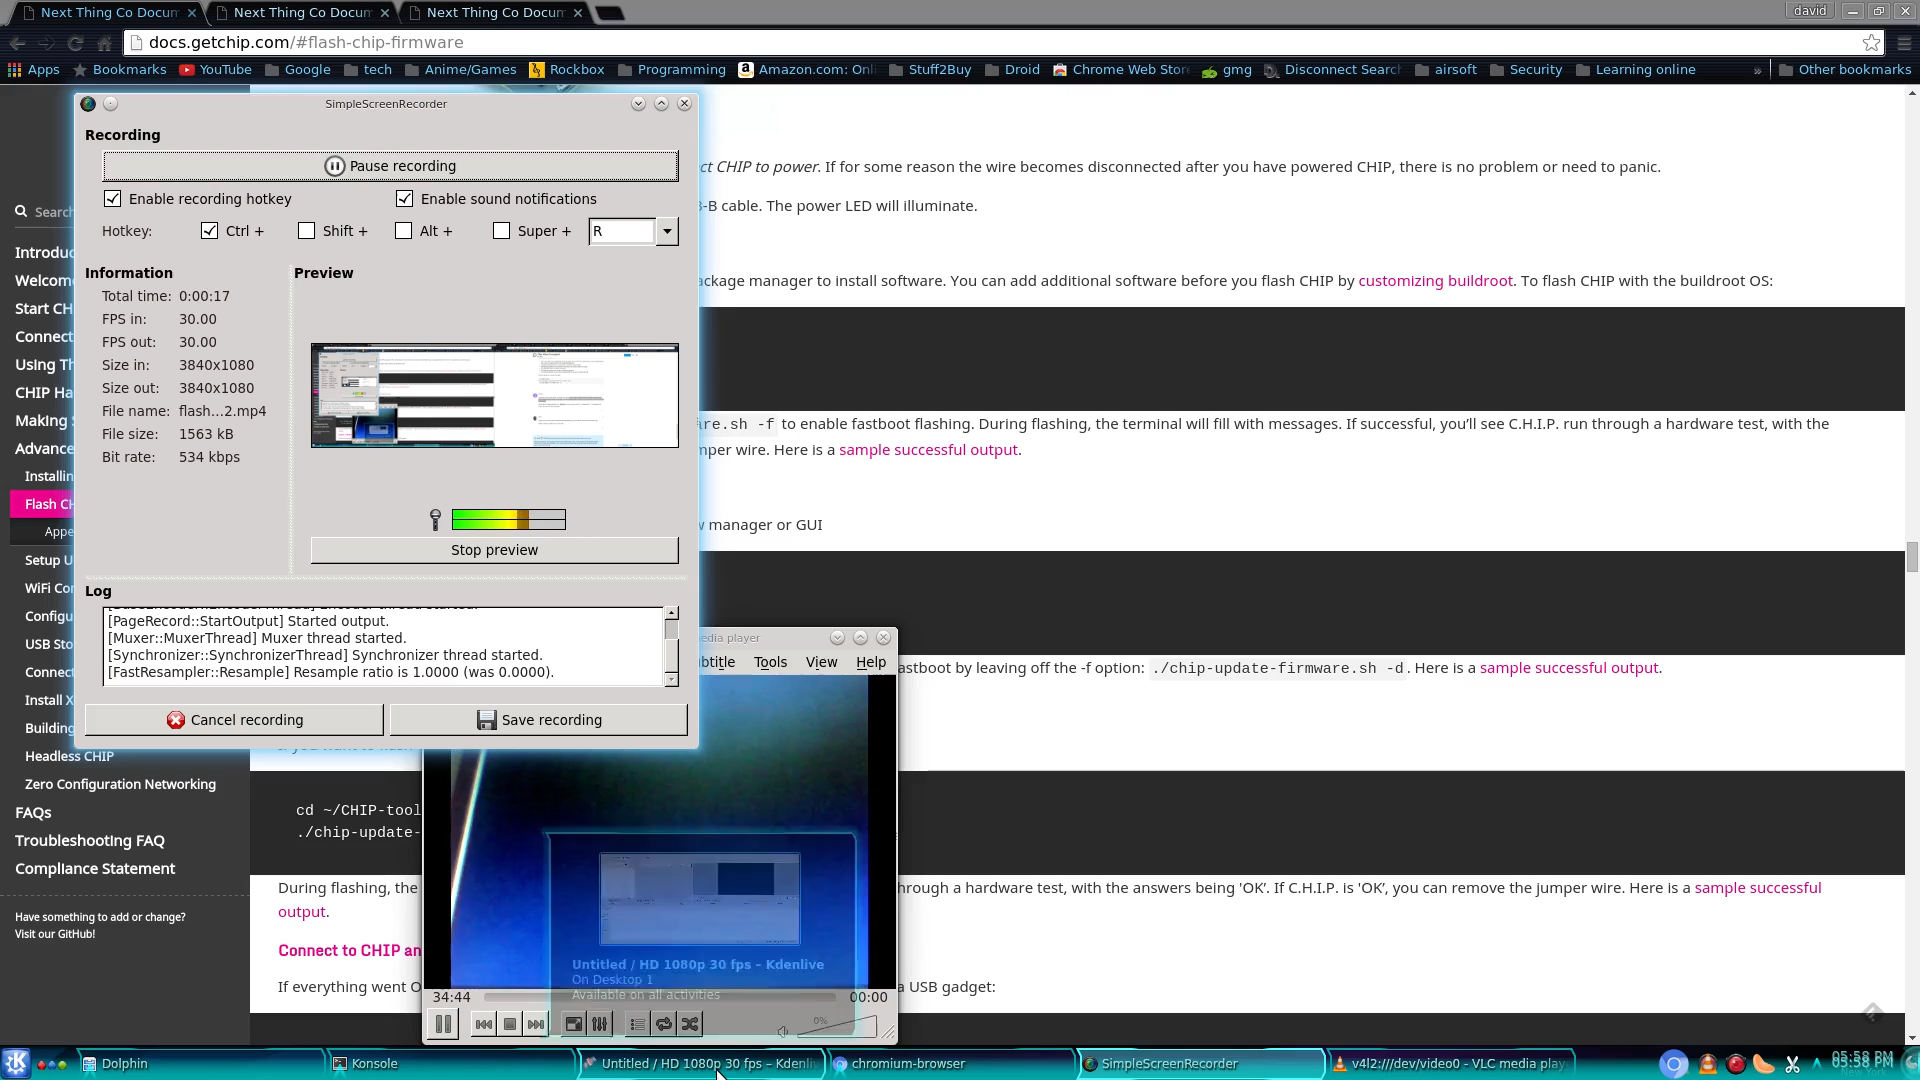 Next Thing Co Docum
Next Thing Co Docum
Next Thing Co Docum
david
docs.getchip.com/#flash-chip-firmware
Apps Bookmarks YouTube Google tech Anime/Games Rockbox Programming Amazon.com: Onl Stuff2Buy Droid Chrome Web Store gmg Disconnect Search airsoft Security Learning online » Other bookmarks
Search
Introduc
Welcome
Start CH
Connect
Using Th
CHIP Ha
Making S
Advance
Installin
Flash CH
Appe
Setup U
WiFi Con
Configu
USB Sto
Connect
Install X
Building
Headless CHIP
Zero Configuration Networking
FAQs
Troubleshooting FAQ
Compliance Statement
Have something to add or change?
Visit our GitHub!
SimpleScreenRecorder
Recording
Pause recording
Enable recording hotkey
Enable sound notifications
Hotkey: Ctrl + Shift + Alt + Super + R
Information
Total time: 0:00:17
FPS in: 30.00
FPS out: 30.00
Size in: 3840x1080
Size out: 3840x1080
File name: flash...2.mp4
File size: 1563 kB
Bit rate: 534 kbps
Preview
Stop preview
Log
[PageRecord::StartOutput] Started output.
[Muxer::MuxerThread] Muxer thread started.
[Synchronizer::SynchronizerThread] Synchronizer thread started.
[FastResampler::Resample] Resample ratio is 1.0000 (was 0.0000).
Cancel recording
Save recording
ct CHIP to power. If for some reason the wire becomes disconnected after you have powered CHIP, there is no problem or need to panic.
-B cable. The power LED will illuminate.
ackage manager to install software. You can add additional software before you flash CHIP by customizing buildroot. To flash CHIP with the buildroot OS:
re.sh -f to enable fastboot flashing. During flashing, the terminal will fill with messages. If successful, you’ll see C.H.I.P. run through a hardware test, with the
mper wire. Here is a sample successful output.
w manager or GUI
astboot by leaving off the -f option: ./chip-update-firmware.sh -d. Here is a sample successful output.
cd ~/CHIP-tool
./chip-update-
During flashing, the
hrough a hardware test, with the answers being 'OK’. If C.H.I.P. is 'OK’, you can remove the jumper wire. Here is a sample successful
output.
Connect to CHIP an
If everything went O
a USB gadget:
edia player
ubtitle Tools View Help
Untitled / HD 1080p 30 fps – Kdenlive
On Desktop 1
Available on all activities
34:44
00:00
0%
Dolphin
Konsole
Untitled / HD 1080p 30 fps – Kdenliv
chromium-browser
SimpleScreenRecorder
v4l2:///dev/video0 - VLC media play
05:58 PM